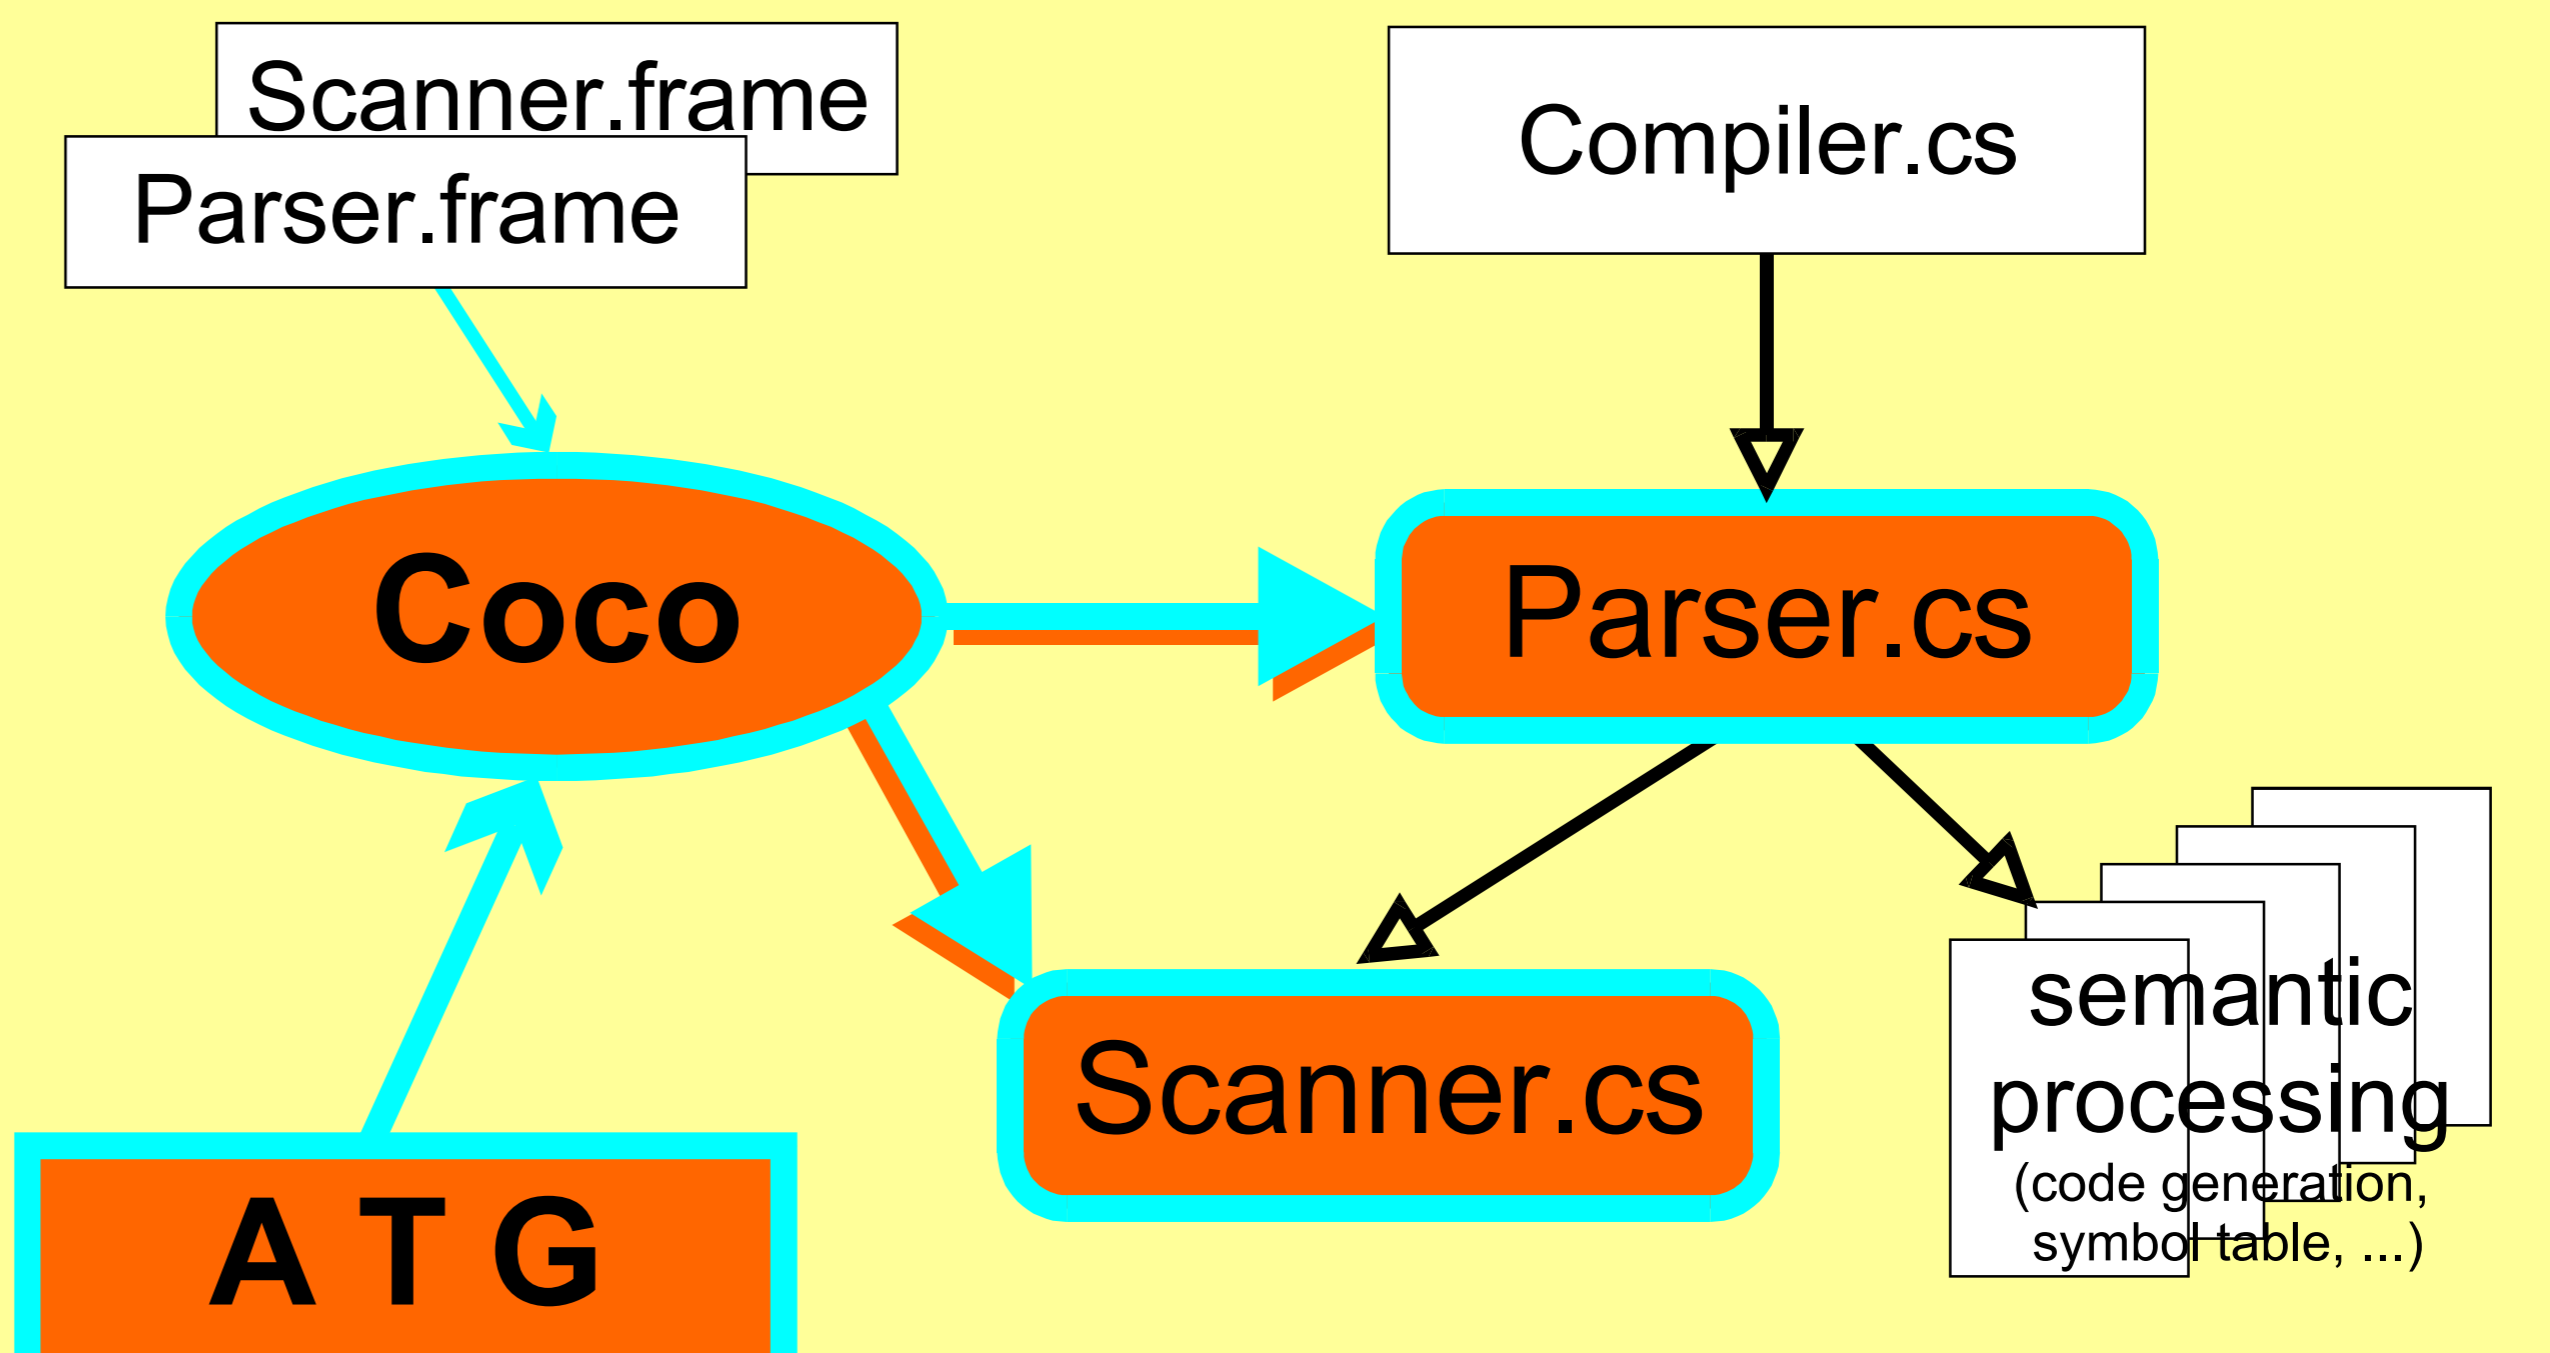 Scanner.frame
Parser.frame
Compiler.cs
Coco
Parser.cs
Scanner.cs
semantic
processing
(code generation,
symbol table, ...)
A T G